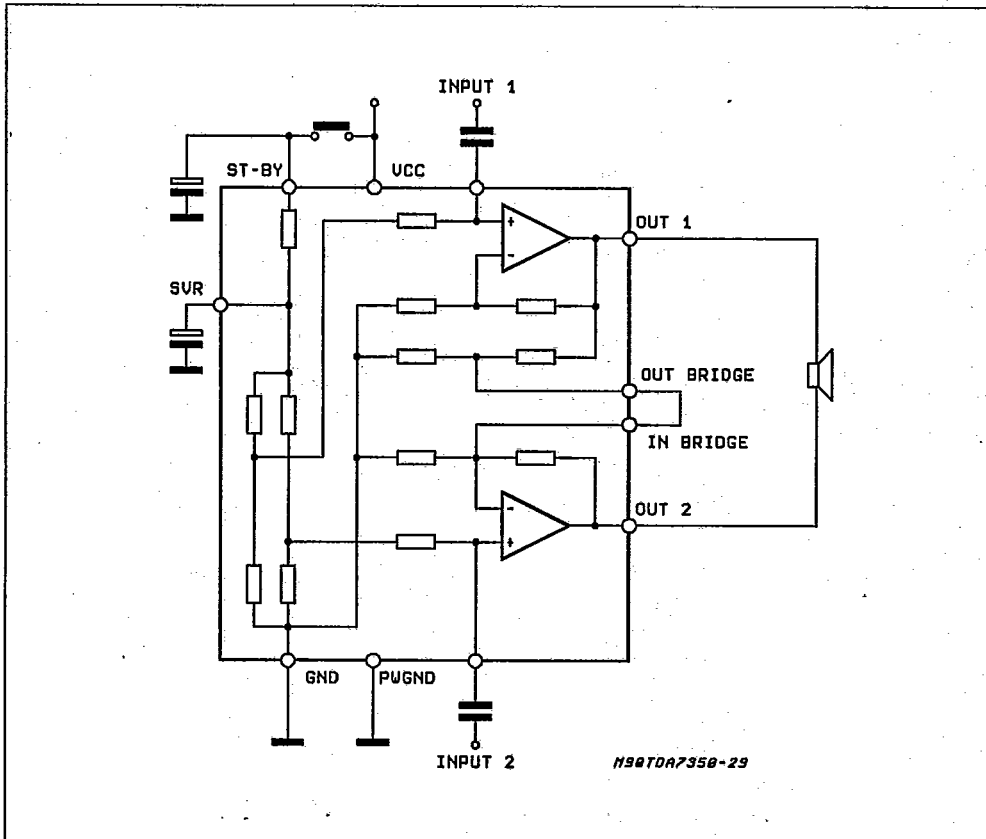 INPUT 1
ST-BY
VCC
+
-
OUT 1
SVR
OUT BRIDGE
IN BRIDGE
-
+
OUT 2
GND
PWGND
INPUT 2
M90TDA7350-29